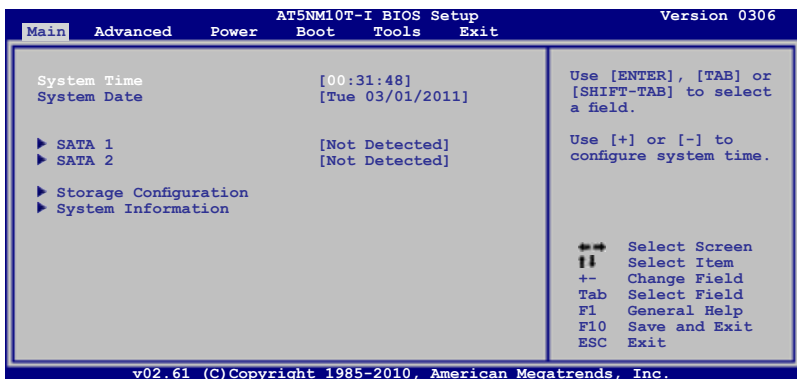 AT5NM10T-I BIOS Setup Version 0306
Main Advanced Power Boot Tools Exit
System Time [00:31:48]
System Date [Tue 03/01/2011]
SATA 1 [Not Detected]
SATA 2 [Not Detected]
Storage Configuration
System Information
Use [ENTER], [TAB] or
[SHIFT-TAB] to select
a field.
Use [+] or [-] to
configure system time.
Select Screen
Select Item
+- Change Field
Tab Select Field
F1 General Help
F10 Save and Exit
ESC Exit
v02.61 (C)Copyright 1985-2010, American Megatrends, Inc.